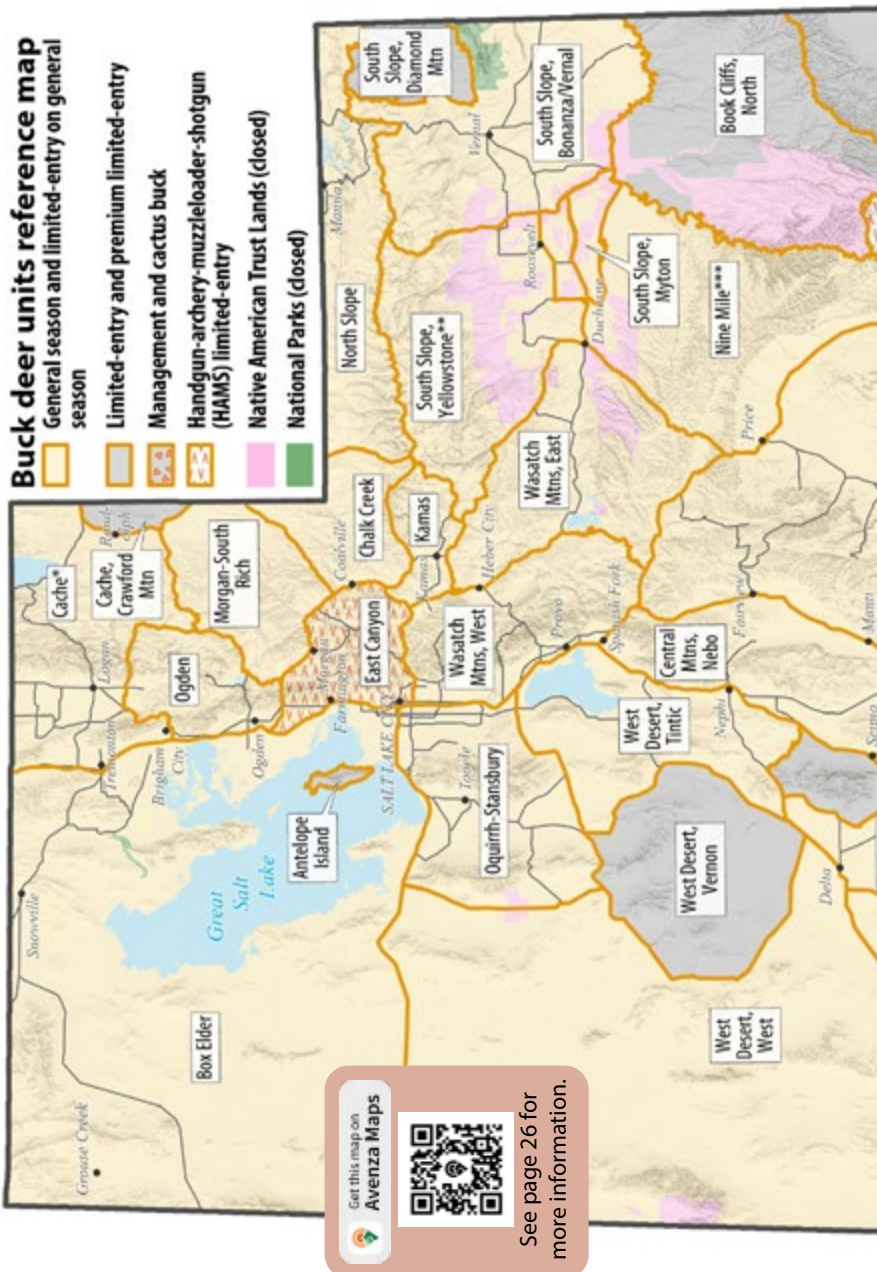 Buck deer units reference map
General season and limited-entry on general
season
Limited-entry and premium limited-entry
Management and cactus buck
Handgun-archery-muzzleloader-shotgun
(HAMS) limited-entry
Native American Trust Lands (closed)
National Parks (closed)
Grouse Creek
Snowville
Tremonton
Logan
Cache*
Rand-
olph
Cache,
Crawford
Mtn
Box Elder
Brigham
City
Ogden
Morgan-South
Rich
Ogden
Great
Salt
Lake
Antelope
Island
Morgan
Farmington
East Canyon
Coalville
Chalk Creek
North Slope
Manila
South
Slope,
Diamond
Mtn
SALT LAKE CITY
Kamas
Kamas
South Slope,
Yellowstone**
Vernal
Tooele
Oquirrh-Stansbury
Wasatch
Mtns, West
Heber City
Wasatch
Mtns, East
Roosevelt
South Slope,
Bonanza/Vernal
Provo
Spanish Fork
Duchesne
South Slope,
Myton
West
Desert,
Tintic
Central
Mtns,
Nebo
Nephi
Fairview
Price
Nine Mile***
Book Cliffs,
North
West Desert,
Vernon
West
Desert,
West
Delta
Manti
Get this map on
Avenza Maps
See page 26 for
more information.